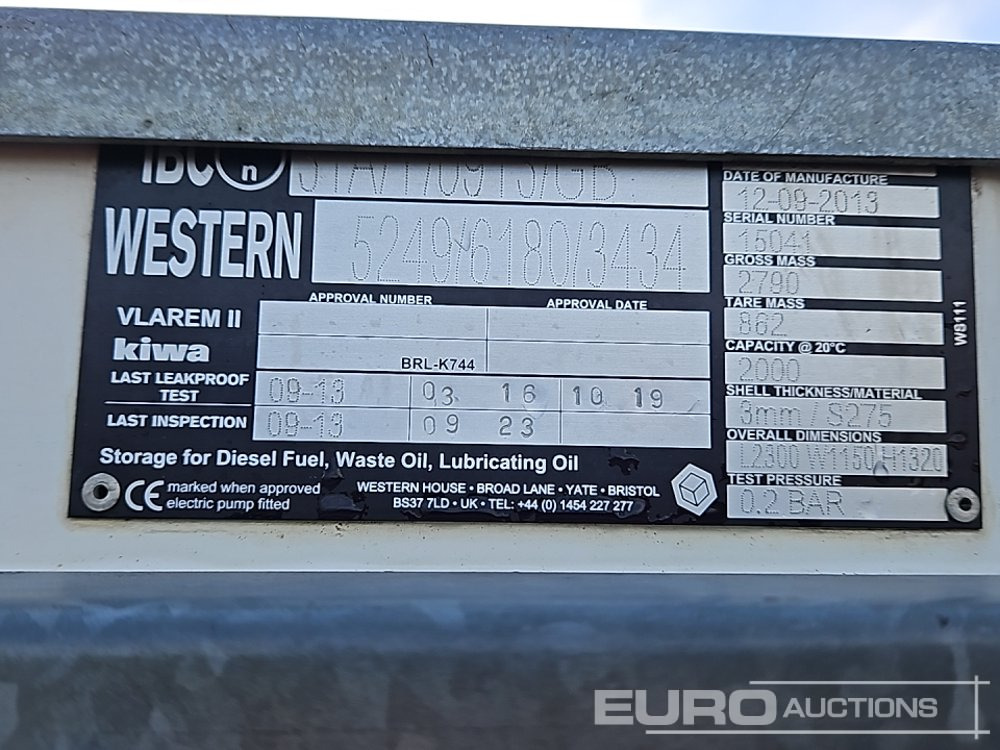 IBC n 31A/Y/0913/GB
WESTERN 5249/6180/3434
APPROVAL NUMBER APPROVAL DATE
VLAREM II
kiwa BRL-K744
LAST LEAKPROOF TEST 09-13 03 16 10 19
LAST INSPECTION 09-13 09 23
Storage for Diesel Fuel, Waste Oil, Lubricating Oil
CE marked when approved
electric pump fitted
WESTERN HOUSE • BROAD LANE • YATE • BRISTOL
BS37 7LD • UK • TEL: +44 (0) 1454 227 277
DATE OF MANUFACTURE
12-09-2013
SERIAL NUMBER
15041
GROSS MASS
2790
TARE MASS
862
CAPACITY @ 20°C
2000
SHELL THICKNESS/MATERIAL
3mm / S275
OVERALL DIMENSIONS
L2300 W1150 H1320
TEST PRESSURE
0.2 BAR
WS111
EURO AUCTIONS